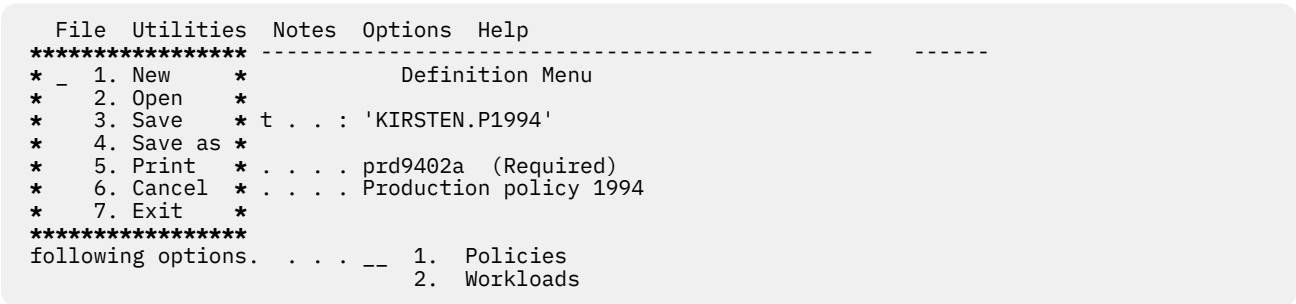 File  Utilities  Notes  Options  Help
***************** ------------------------------------------------   ------
* _  1. New     *            Definition Menu
*    2. Open    *
*    3. Save    * t . . : 'KIRSTEN.P1994'
*    4. Save as *
*    5. Print   * . . . . prd9402a  (Required)
*    6. Cancel  * . . . . Production policy 1994
*    7. Exit    *
*****************
following options.  . . . __  1.  Policies
                              2.  Workloads